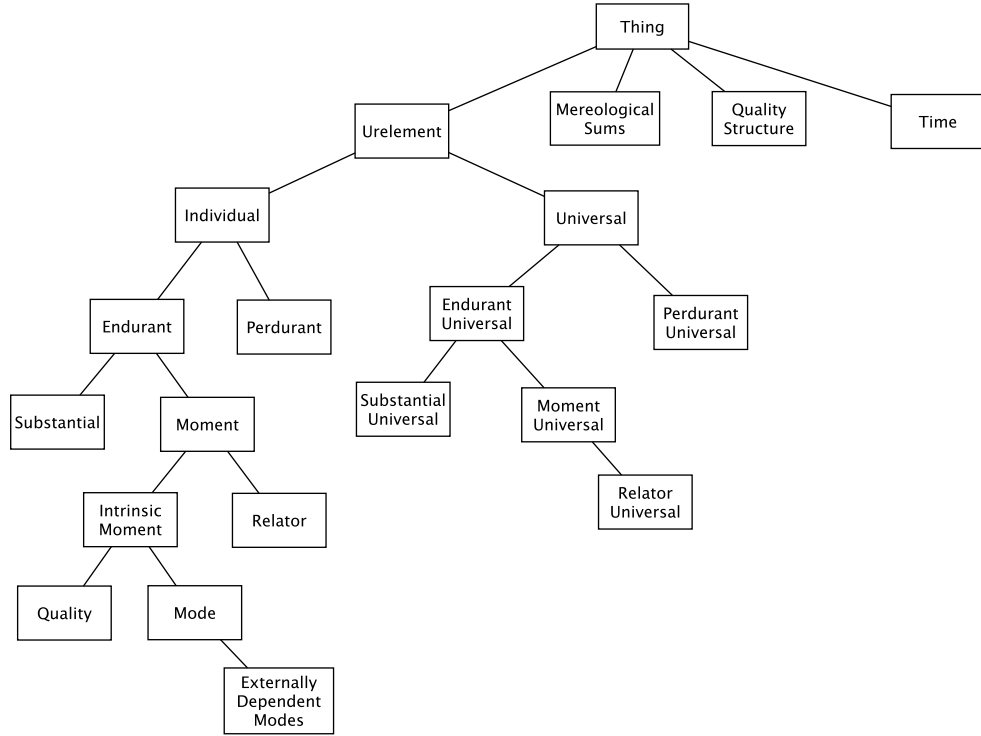 Thing
Mereological
Sums
Quality
Structure
Time
Urelement
Individual
Universal
Endurant
Perdurant
Endurant
Universal
Perdurant
Universal
Substantial
Moment
Substantial
Universal
Moment
Universal
Intrinsic
Moment
Relator
Relator
Universal
Quality
Mode
Externally
Dependent
Modes